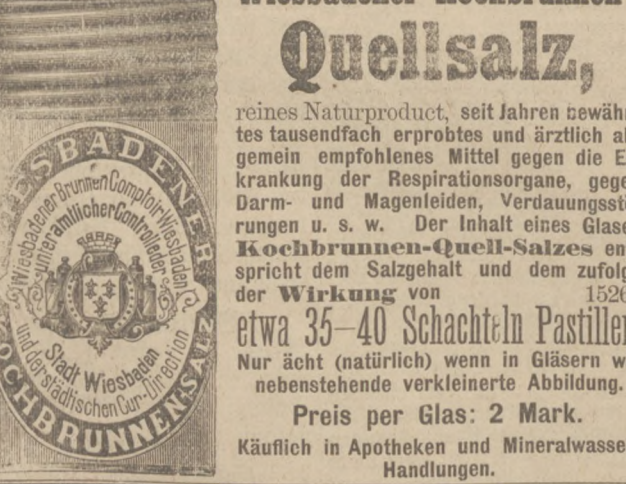 Wiesbadener Kochbrunnen
Quellsalz,
reines Naturproduct, seit Jahren bewähr
tes tausendfach erprobtes und ärztlich al
gemein empfohlenes Mittel gegen die E
krankung der Respirationsorgane, gege
Darm- und Magenleiden, Verdauungsstö
rungen u. s. w. Der Inhalt eines Glase
Kochbrunnen-Quell-Salzes en
spricht dem Salzgehalt und dem zufolg
der Wirkung von 1526
etwa 35—40 Schachteln Pastillen
Nur ächt (natürlich) wenn in Gläsern w
nebenstehende verkleinerte Abbildung.
Preis per Glas: 2 Mark.
Käuflich in Apotheken und Mineralwasse
Handlungen.
WIESBADENER
KOCHBRUNNENSALZ
Wiesbadener Brunnen Comptoir Wiesbaden
unter amtlicher Controlle der
Stadt Wiesbaden
und der städtischen Cur-Direction